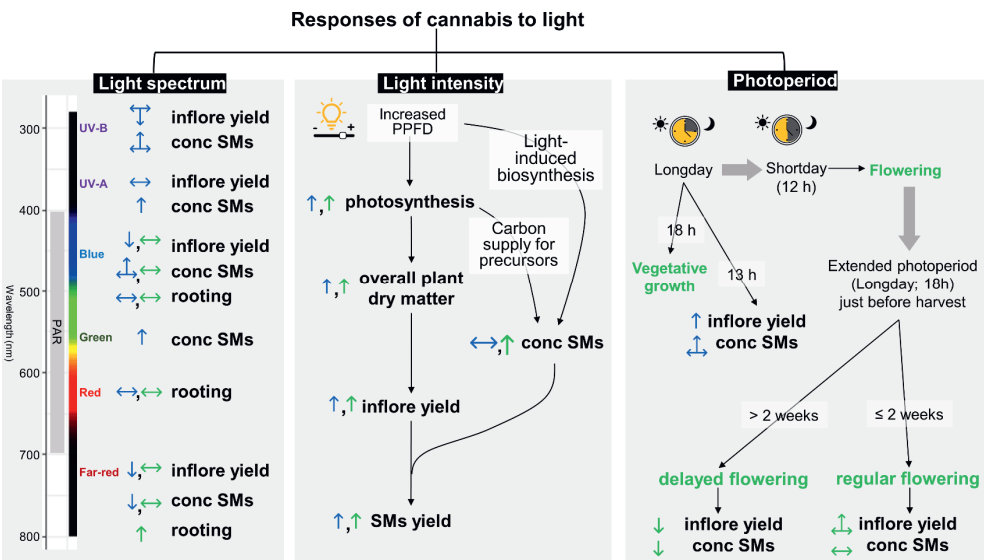 Responses of cannabis to light
Light spectrum
Wavelength (nm)
300
400
500
600
700
800
PAR
UV-B
inflore yield
conc SMs
UV-A
inflore yield
conc SMs
Blue
inflore yield
conc SMs
rooting
Green
conc SMs
Red
rooting
Far-red
inflore yield
conc SMs
rooting
Light intensity
- +
Increased
PPFD
Light-
induced
biosynthesis
photosynthesis
Carbon
supply for
precursors
overall plant
dry matter
conc SMs
inflore yield
SMs yield
Photoperiod
Longday
Shortday
(12 h)
Flowering
18 h
13 h
Vegetative
growth
inflore yield
conc SMs
Extended photoperiod
(Longday; 18h)
just before harvest
> 2 weeks
≤ 2 weeks
delayed flowering
regular flowering
inflore yield
conc SMs
inflore yield
conc SMs